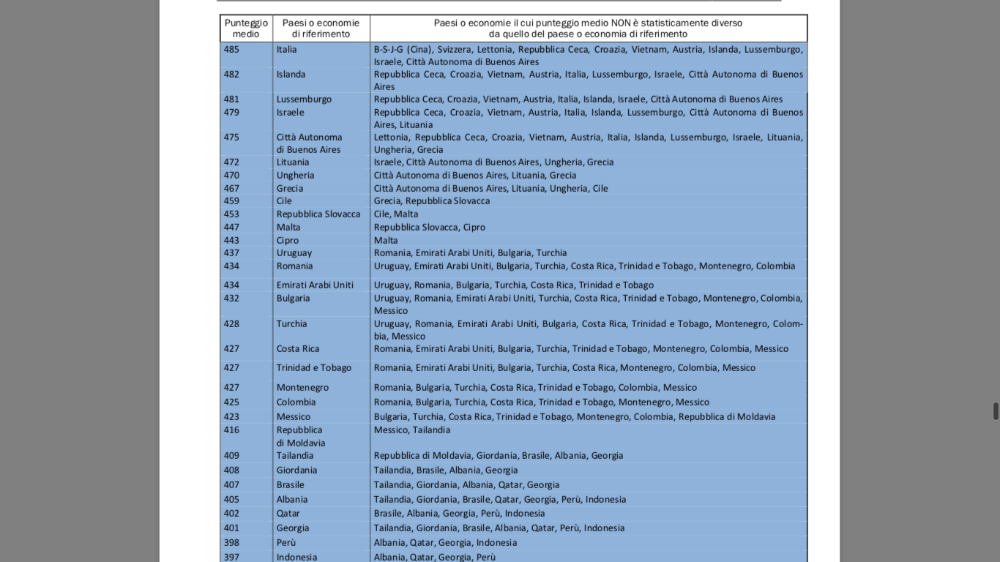 Punteggio medio Paesi o economie di riferimento Paesi o economie il cui punteggio medio NON è statisticamente diverso da quello del paese o economia di riferimento
485 Italia B-S-J-G (Cina), Svizzera, Lettonia, Repubblica Ceca, Croazia, Vietnam, Austria, Islanda, Lussemburgo,
Israele, Città Autonoma di Buenos Aires
482 Islanda Repubblica Ceca, Croazia, Vietnam, Austria, Italia, Lussemburgo, Israele, Città Autonoma di Buenos
Aires
481 Lussemburgo Repubblica Ceca, Croazia, Vietnam, Austria, Italia, Islanda, Israele, Città Autonoma di Buenos Aires
479 Israele Repubblica Ceca, Croazia, Vietnam, Austria, Italia, Islanda, Lussemburgo, Città Autonoma di Buenos
Aires, Lituania
475 Città Autonoma Lettonia, Repubblica Ceca, Croazia, Vietnam, Austria, Italia, Islanda, Lussemburgo, Israele, Lituania,
di Buenos Aires Ungheria, Grecia
472 Lituania Israele, Città Autonoma di Buenos Aires, Ungheria, Grecia
470 Ungheria Città Autonoma di Buenos Aires, Lituania, Grecia
467 Grecia Città Autonoma di Buenos Aires, Lituania, Ungheria, Cile
459 Cile Grecia, Repubblica Slovacca
453 Repubblica Slovacca Cile, Malta
447 Malta Repubblica Slovacca, Cipro
443 Cipro Malta
437 Uruguay Romania, Emirati Arabi Uniti, Bulgaria, Turchia
434 Romania Uruguay, Emirati Arabi Uniti, Bulgaria, Turchia, Costa Rica, Trinidad e Tobago, Montenegro, Colombia
434 Emirati Arabi Uniti Uruguay, Romania, Bulgaria, Turchia, Costa Rica, Trinidad e Tobago
432 Bulgaria Uruguay, Romania, Emirati Arabi Uniti, Turchia, Costa Rica, Trinidad e Tobago, Montenegro, Colombia,
Messico
428 Turchia Uruguay, Romania, Emirati Arabi Uniti, Bulgaria, Costa Rica, Trinidad e Tobago, Montenegro, Colom-
bia, Messico
427 Costa Rica Romania, Emirati Arabi Uniti, Bulgaria, Turchia, Trinidad e Tobago, Montenegro, Colombia, Messico
427 Trinidad e Tobago Romania, Emirati Arabi Uniti, Bulgaria, Turchia, Costa Rica, Montenegro, Colombia, Messico
427 Montenegro Romania, Bulgaria, Turchia, Costa Rica, Trinidad e Tobago, Colombia, Messico
425 Colombia Romania, Bulgaria, Turchia, Costa Rica, Trinidad e Tobago, Montenegro, Messico
423 Messico Bulgaria, Turchia, Costa Rica, Trinidad e Tobago, Montenegro, Colombia, Repubblica di Moldavia
416 Repubblica Messico, Tailandia
di Moldavia
409 Tailandia Repubblica di Moldavia, Giordania, Brasile, Albania, Georgia
408 Giordania Tailandia, Brasile, Albania, Georgia
407 Brasile Tailandia, Giordania, Albania, Qatar, Georgia
405 Albania Tailandia, Giordania, Brasile, Qatar, Georgia, Perù, Indonesia
402 Qatar Brasile, Albania, Georgia, Perù, Indonesia
401 Georgia Tailandia, Giordania, Brasile, Albania, Qatar, Perù, Indonesia
398 Perù Albania, Qatar, Georgia, Indonesia
397 Indonesia Albania, Qatar, Georgia, Perù